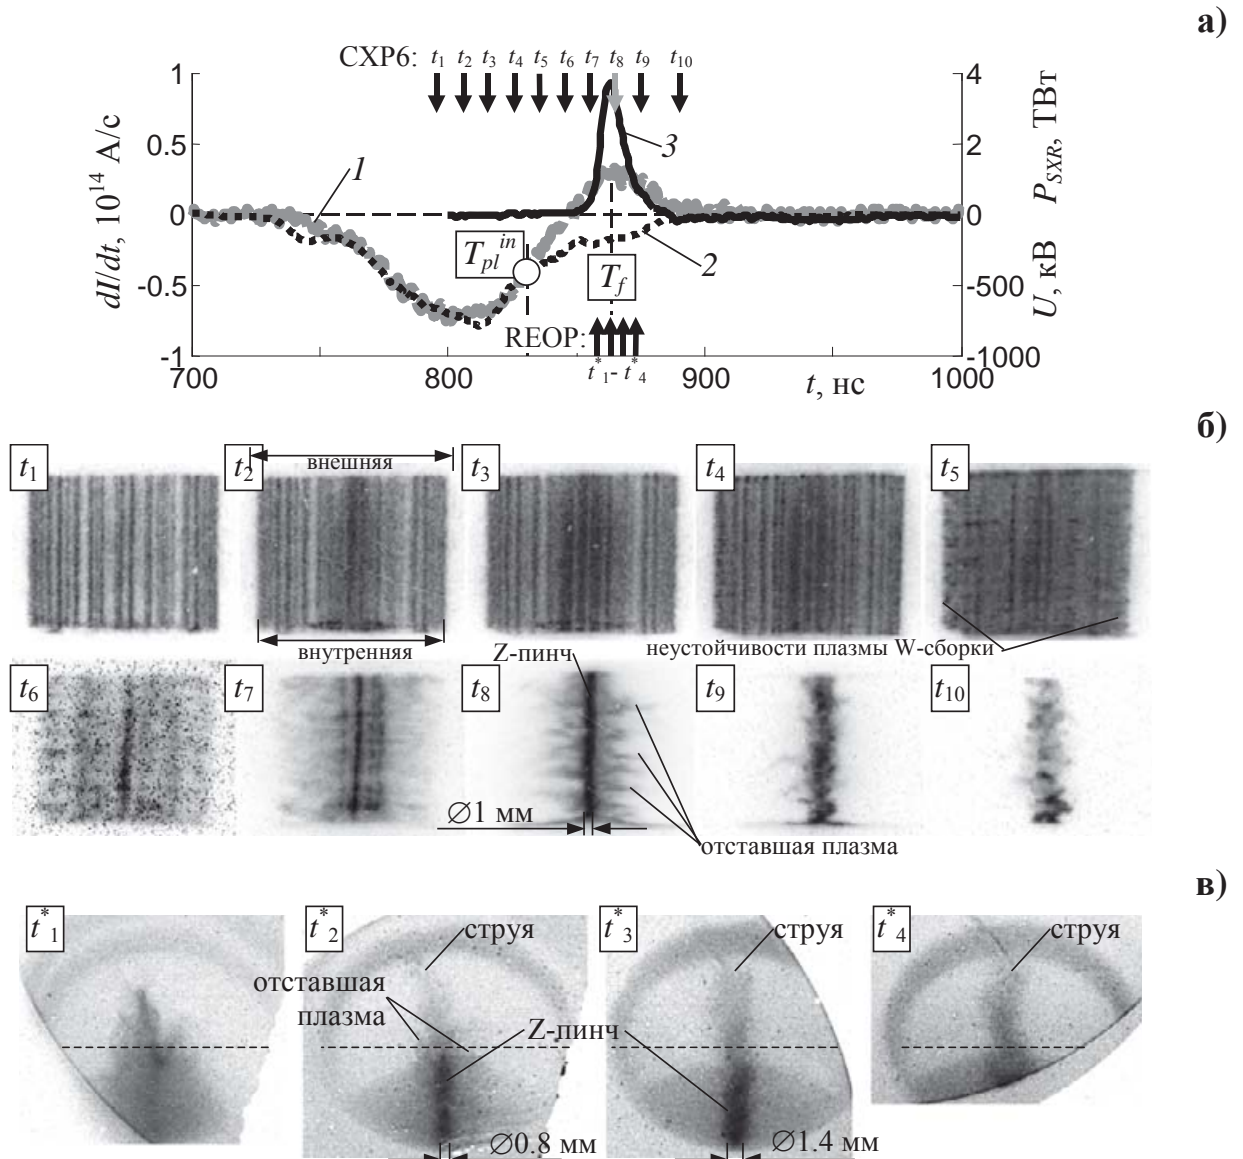 а)
СХР6: t1 t2 t3 t4 t5 t6 t7 t8 t9 t10
1 4
0.5 2
0 0
-0.5 -500
-1 -1000
dI/dt, 10^14 А/с
P_SXR, ТВт
U, кВ
1
3
2
T_pl^in
T_f
REOP:
t*1- t*4
700 800 900 1000
t, нс
б)
t1 t2 t3 t4 t5
внешняя
внутренняя
неустойчивости плазмы W-сборки
Z-пинч
t6 t7 t8 t9 t10
∅1 мм
отставшая плазма
в)
t*1 t*2 t*3 t*4
струя струя струя
отставшая
плазма
Z-пинч
∅0.8 мм ∅1.4 мм